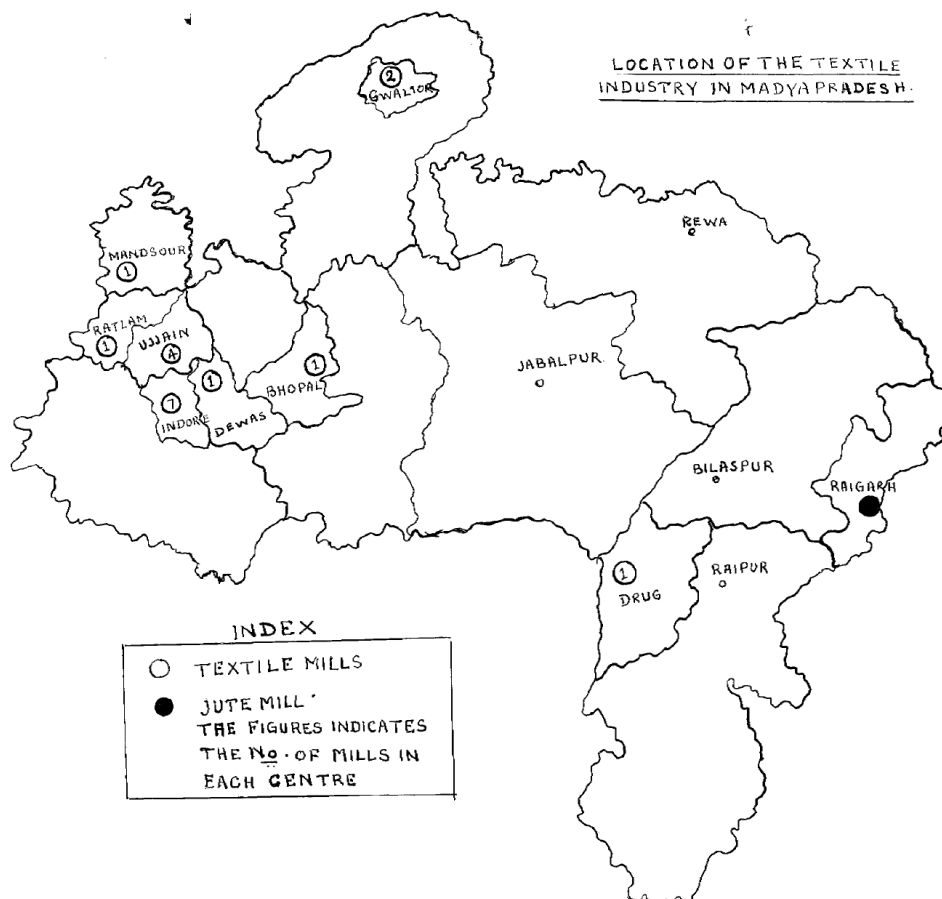 LOCATION OF THE TEXTILE
INDUSTRY IN MADYAPRADESH.
2
GWALIOR
REWA
MANDSOUR
1
RATLAM
1
UJJAIN
4
1
DEWAS
7
INDORE
1
BHOPAL
JABALPUR
BILASPUR
RAIGARH
1
DRUG
RAIPUR
INDEX
TEXTILE MILLS
JUTE MILL
THE FIGURES INDICATES
THE No. OF MILLS IN
EACH CENTRE